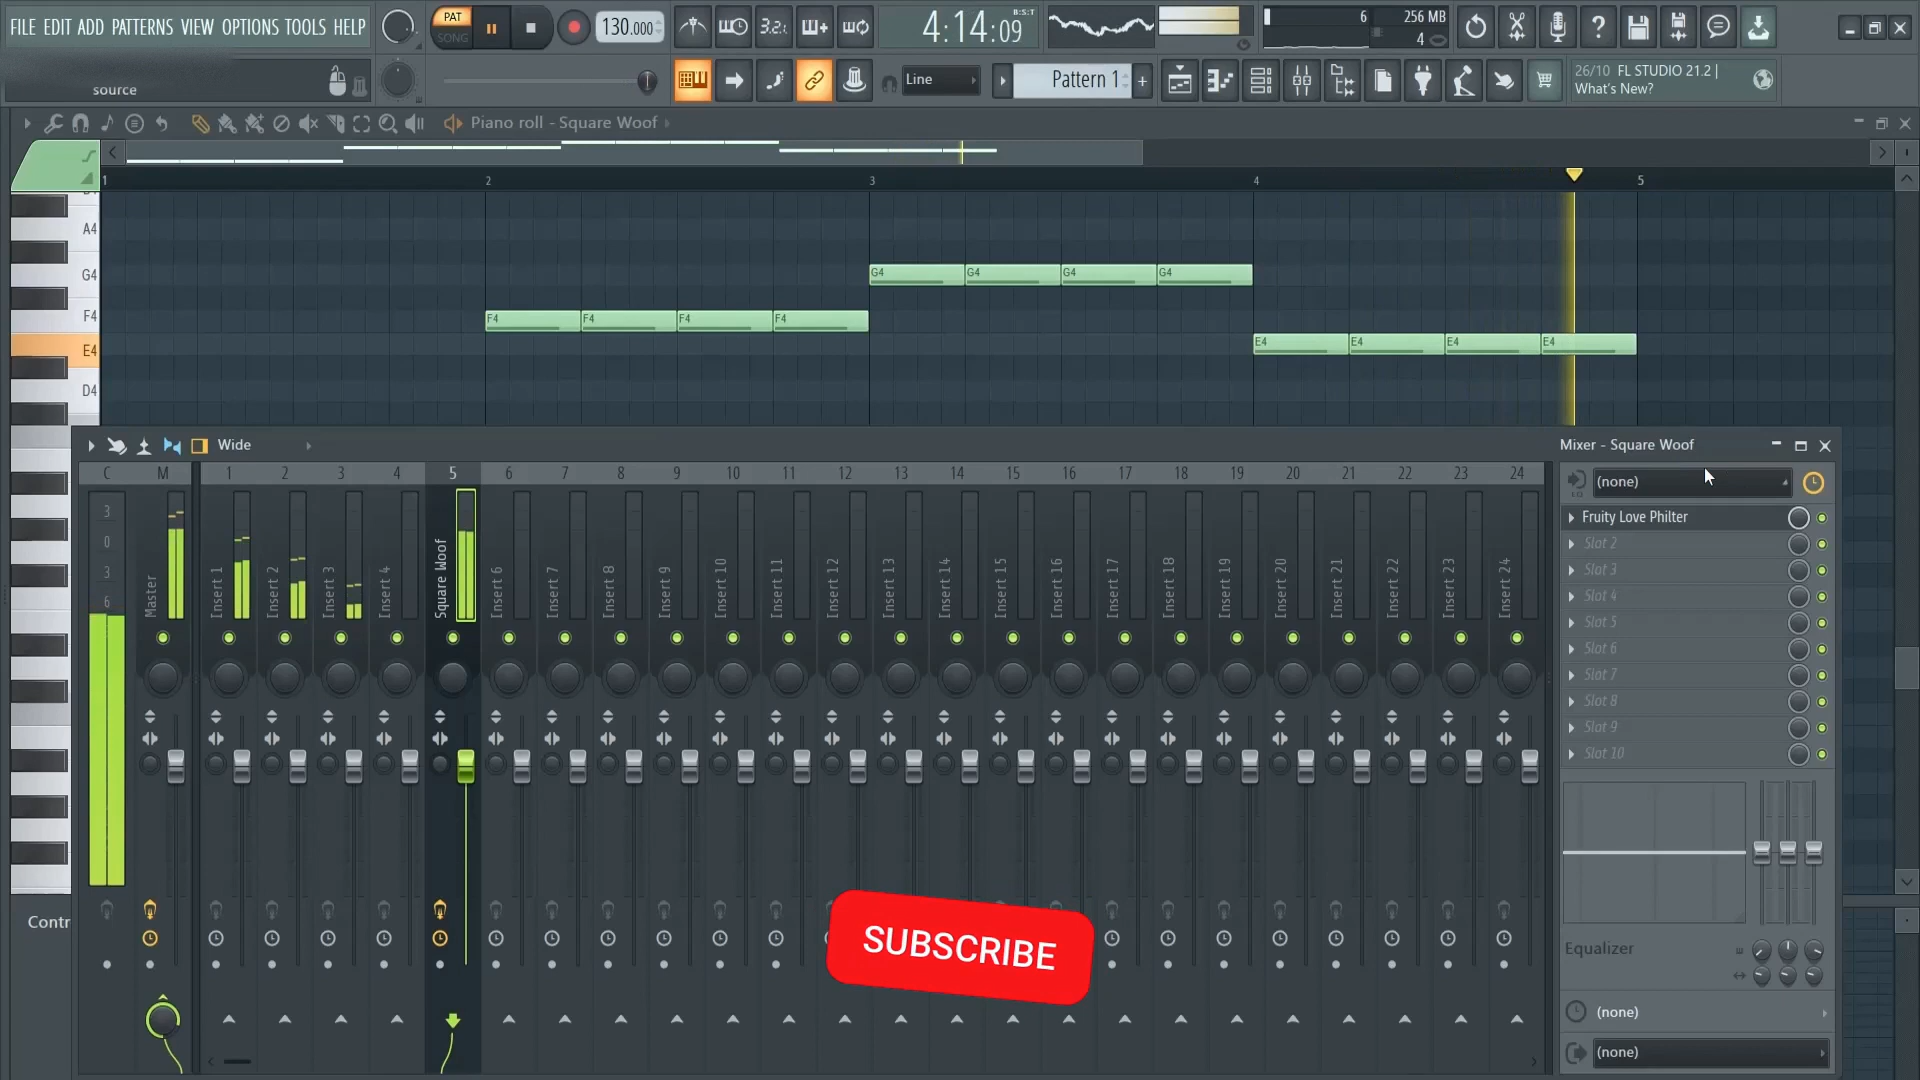 FILE EDIT ADD PATTERNS VIEW OPTIONS TOOLS HELP
PAT
SONG
130.000
3.2.
4:14:09
B:S:T
6
256 MB
4
source
Line
Pattern 1
+
26/10 FL STUDIO 21.2 |
What's New?
Piano roll - Square Woof
1 2 3 4 5
A4
G4
F4
E4
D4
G4 G4 G4 G4
F4 F4 F4 F4
E4 E4 E4 E4
Wide
Mixer - Square Woof
C M 1 2 3 4 5 6 7 8 9 10 11 12 13 14 15 16 17 18 19 20 21 22 23 24
3
0
3
6
Master
Insert 1
Insert 2
Insert 3
Insert 4
Square Woof
Insert 6
Insert 7
Insert 8
Insert 9
Insert 10
Insert 11
Insert 12
Insert 13
Insert 14
Insert 15
Insert 16
Insert 17
Insert 18
Insert 19
Insert 20
Insert 21
Insert 22
Insert 23
Insert 24
(none)
Fruity Love Philter
Slot 2
Slot 3
Slot 4
Slot 5
Slot 6
Slot 7
Slot 8
Slot 9
Slot 10
Equalizer
(none)
(none)
Contr
SUBSCRIBE